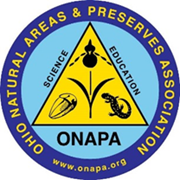 OHIO NATURAL AREAS & PRESERVES ASSOCIATION
SCIENCE
EDUCATION
ONAPA
www.onapa.org